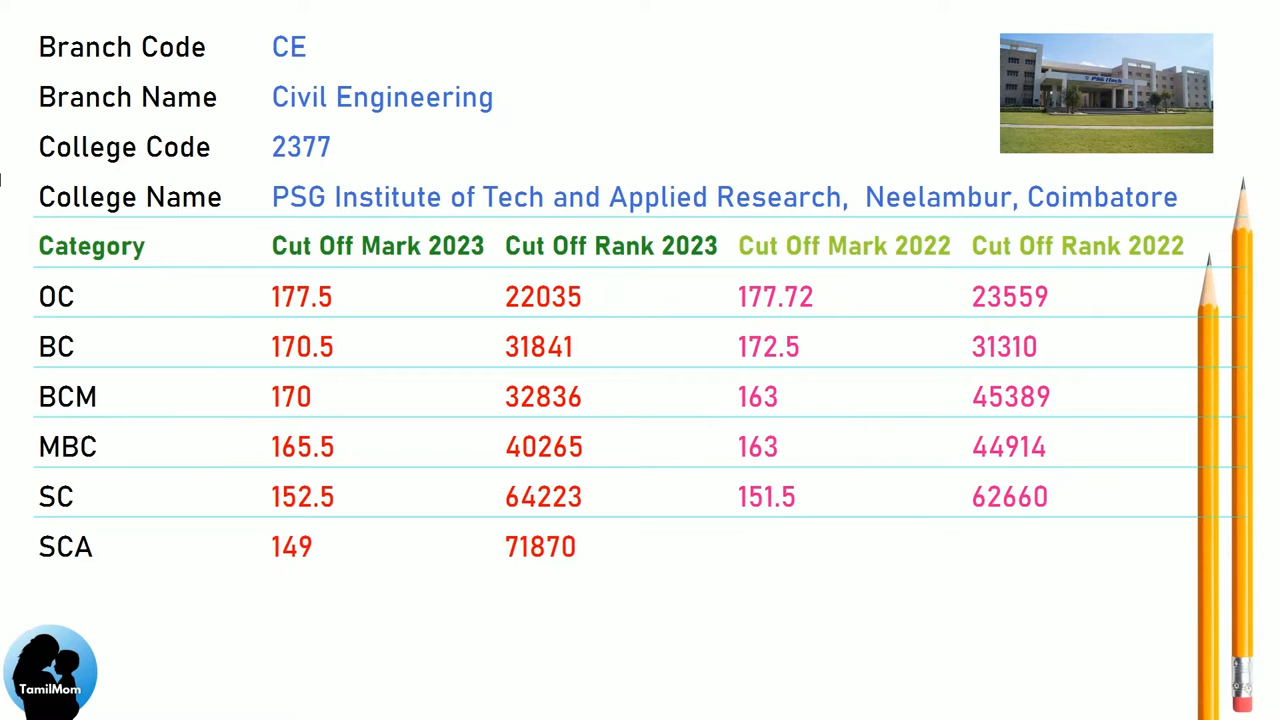 Branch Code CE
Branch Name Civil Engineering
College Code 2377
College Name PSG Institute of Tech and Applied Research, Neelambur, Coimbatore
Category Cut Off Mark 2023 Cut Off Rank 2023 Cut Off Mark 2022 Cut Off Rank 2022
OC 177.5 22035 177.72 23559
BC 170.5 31841 172.5 31310
BCM 170 32836 163 45389
MBC 165.5 40265 163 44914
SC 152.5 64223 151.5 62660
SCA 149 71870
PSG iTech
TamilMom